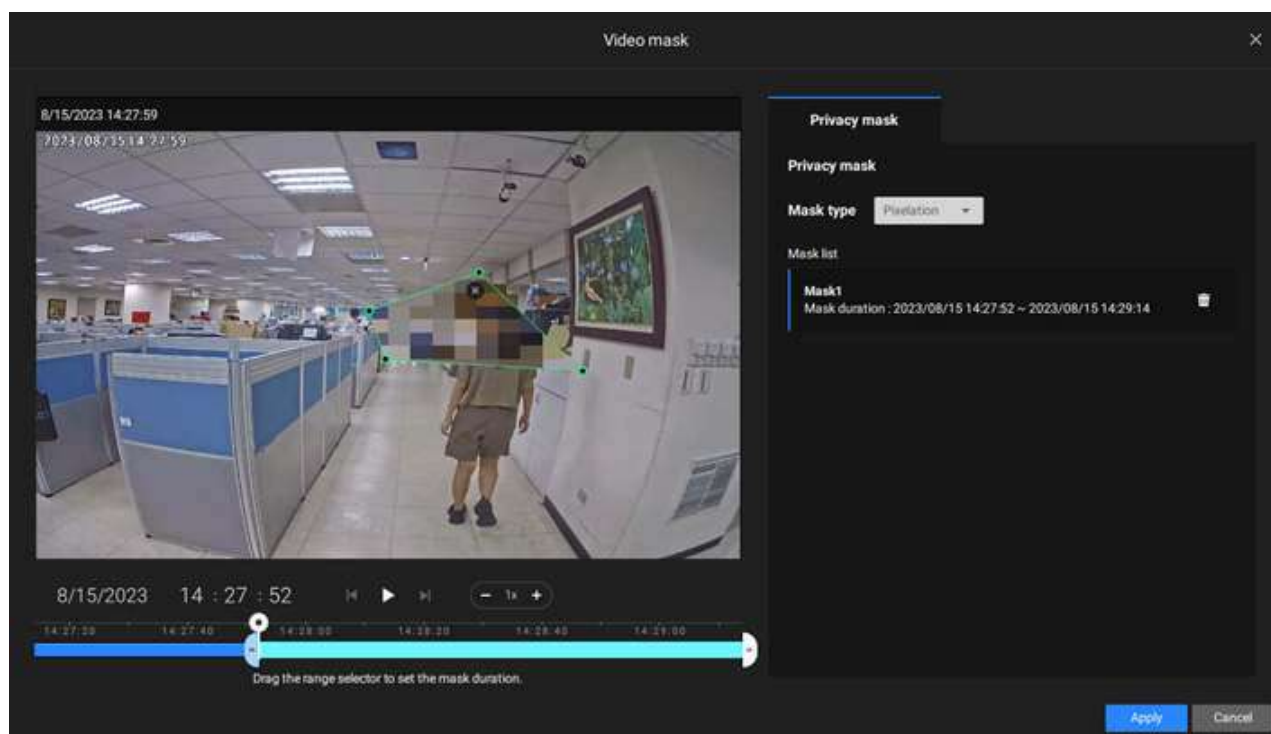 Video mask
8/15/2023 14:27:59
2023/08/15 14:27:59
Privacy mask
Privacy mask
Mask type Pixelation
Mask list
Mask1
Mask duration : 2023/08/15 14:27:52 ~ 2023/08/15 14:29:14
8/15/2023 14 : 27 : 52 − 1x +
14:27:20 14:27:40 14:28:00 14:28:20 14:28:40 14:29:00
Drag the range selector to set the mask duration.
Apply Cancel